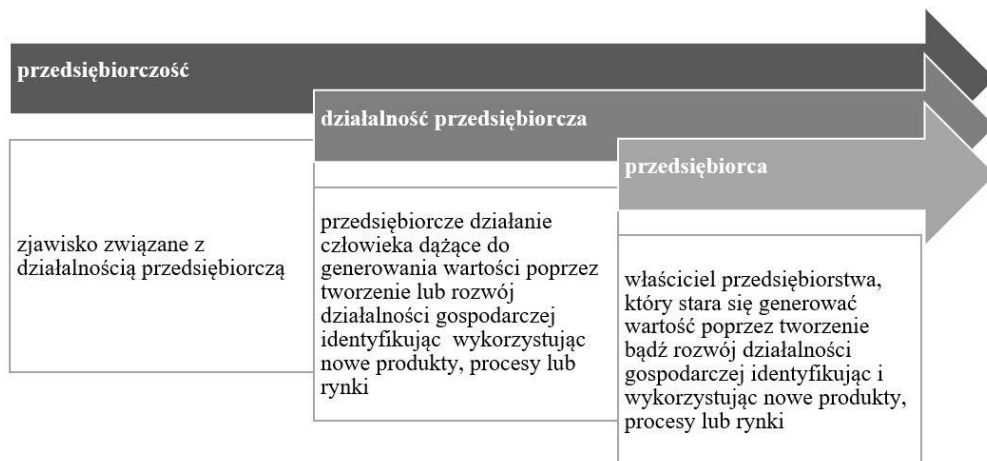 przedsiębiorczość
działalność przedsiębiorcza
przedsiębiorca
zjawisko związane z
działalnością przedsiębiorczą
przedsiębiorcze działanie
człowieka dążące do
generowania wartości poprzez
tworzenie lub rozwój
działalności gospodarczej
identyfikując  wykorzystując
nowe produkty, procesy lub
rynki
właściciel przedsiębiorstwa,
który stara się generować
wartość poprzez tworzenie
bądź rozwój działalności
gospodarczej identyfikując i
wykorzystując nowe produkty,
procesy lub rynki